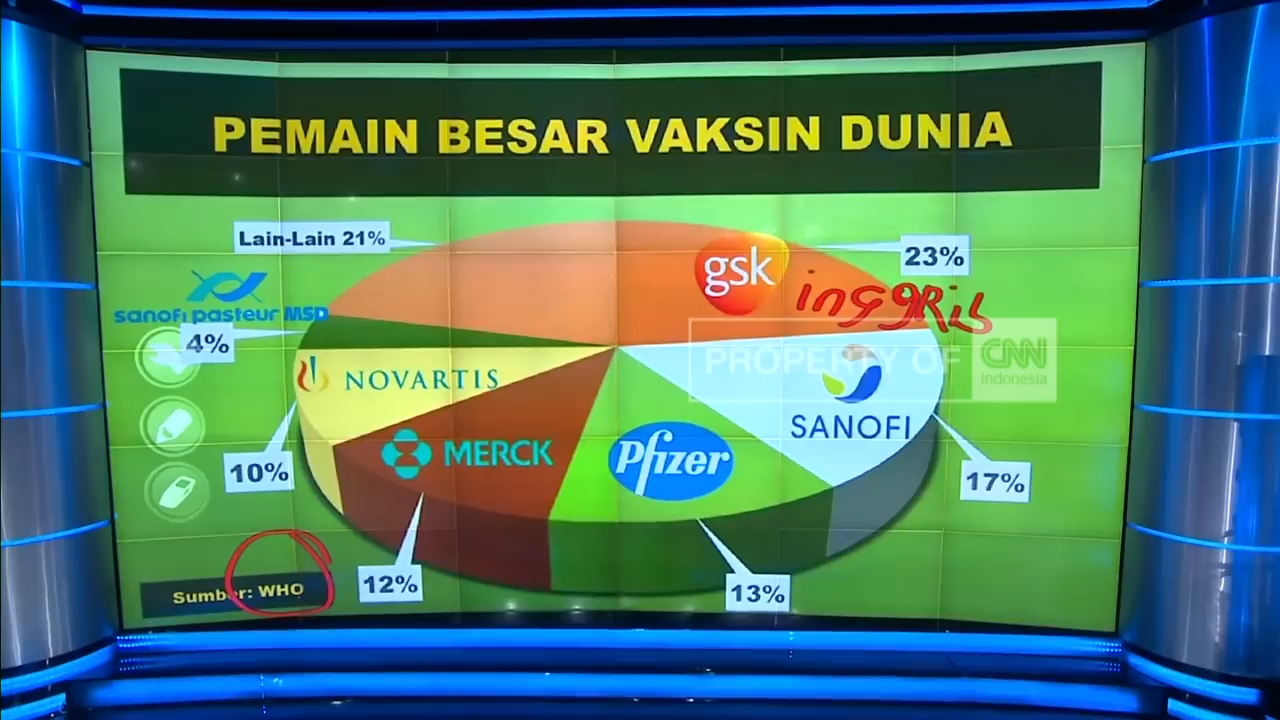 PEMAIN BESAR VAKSIN DUNIA
Lain-Lain 21%
gsk
23%
inggRis
sanofi pasteur MSD
4%
PROPERTY OF CNN Indonesia
NOVARTIS
SANOFI
MERCK
Pfizer
10%
17%
12%
13%
Sumber: WHO